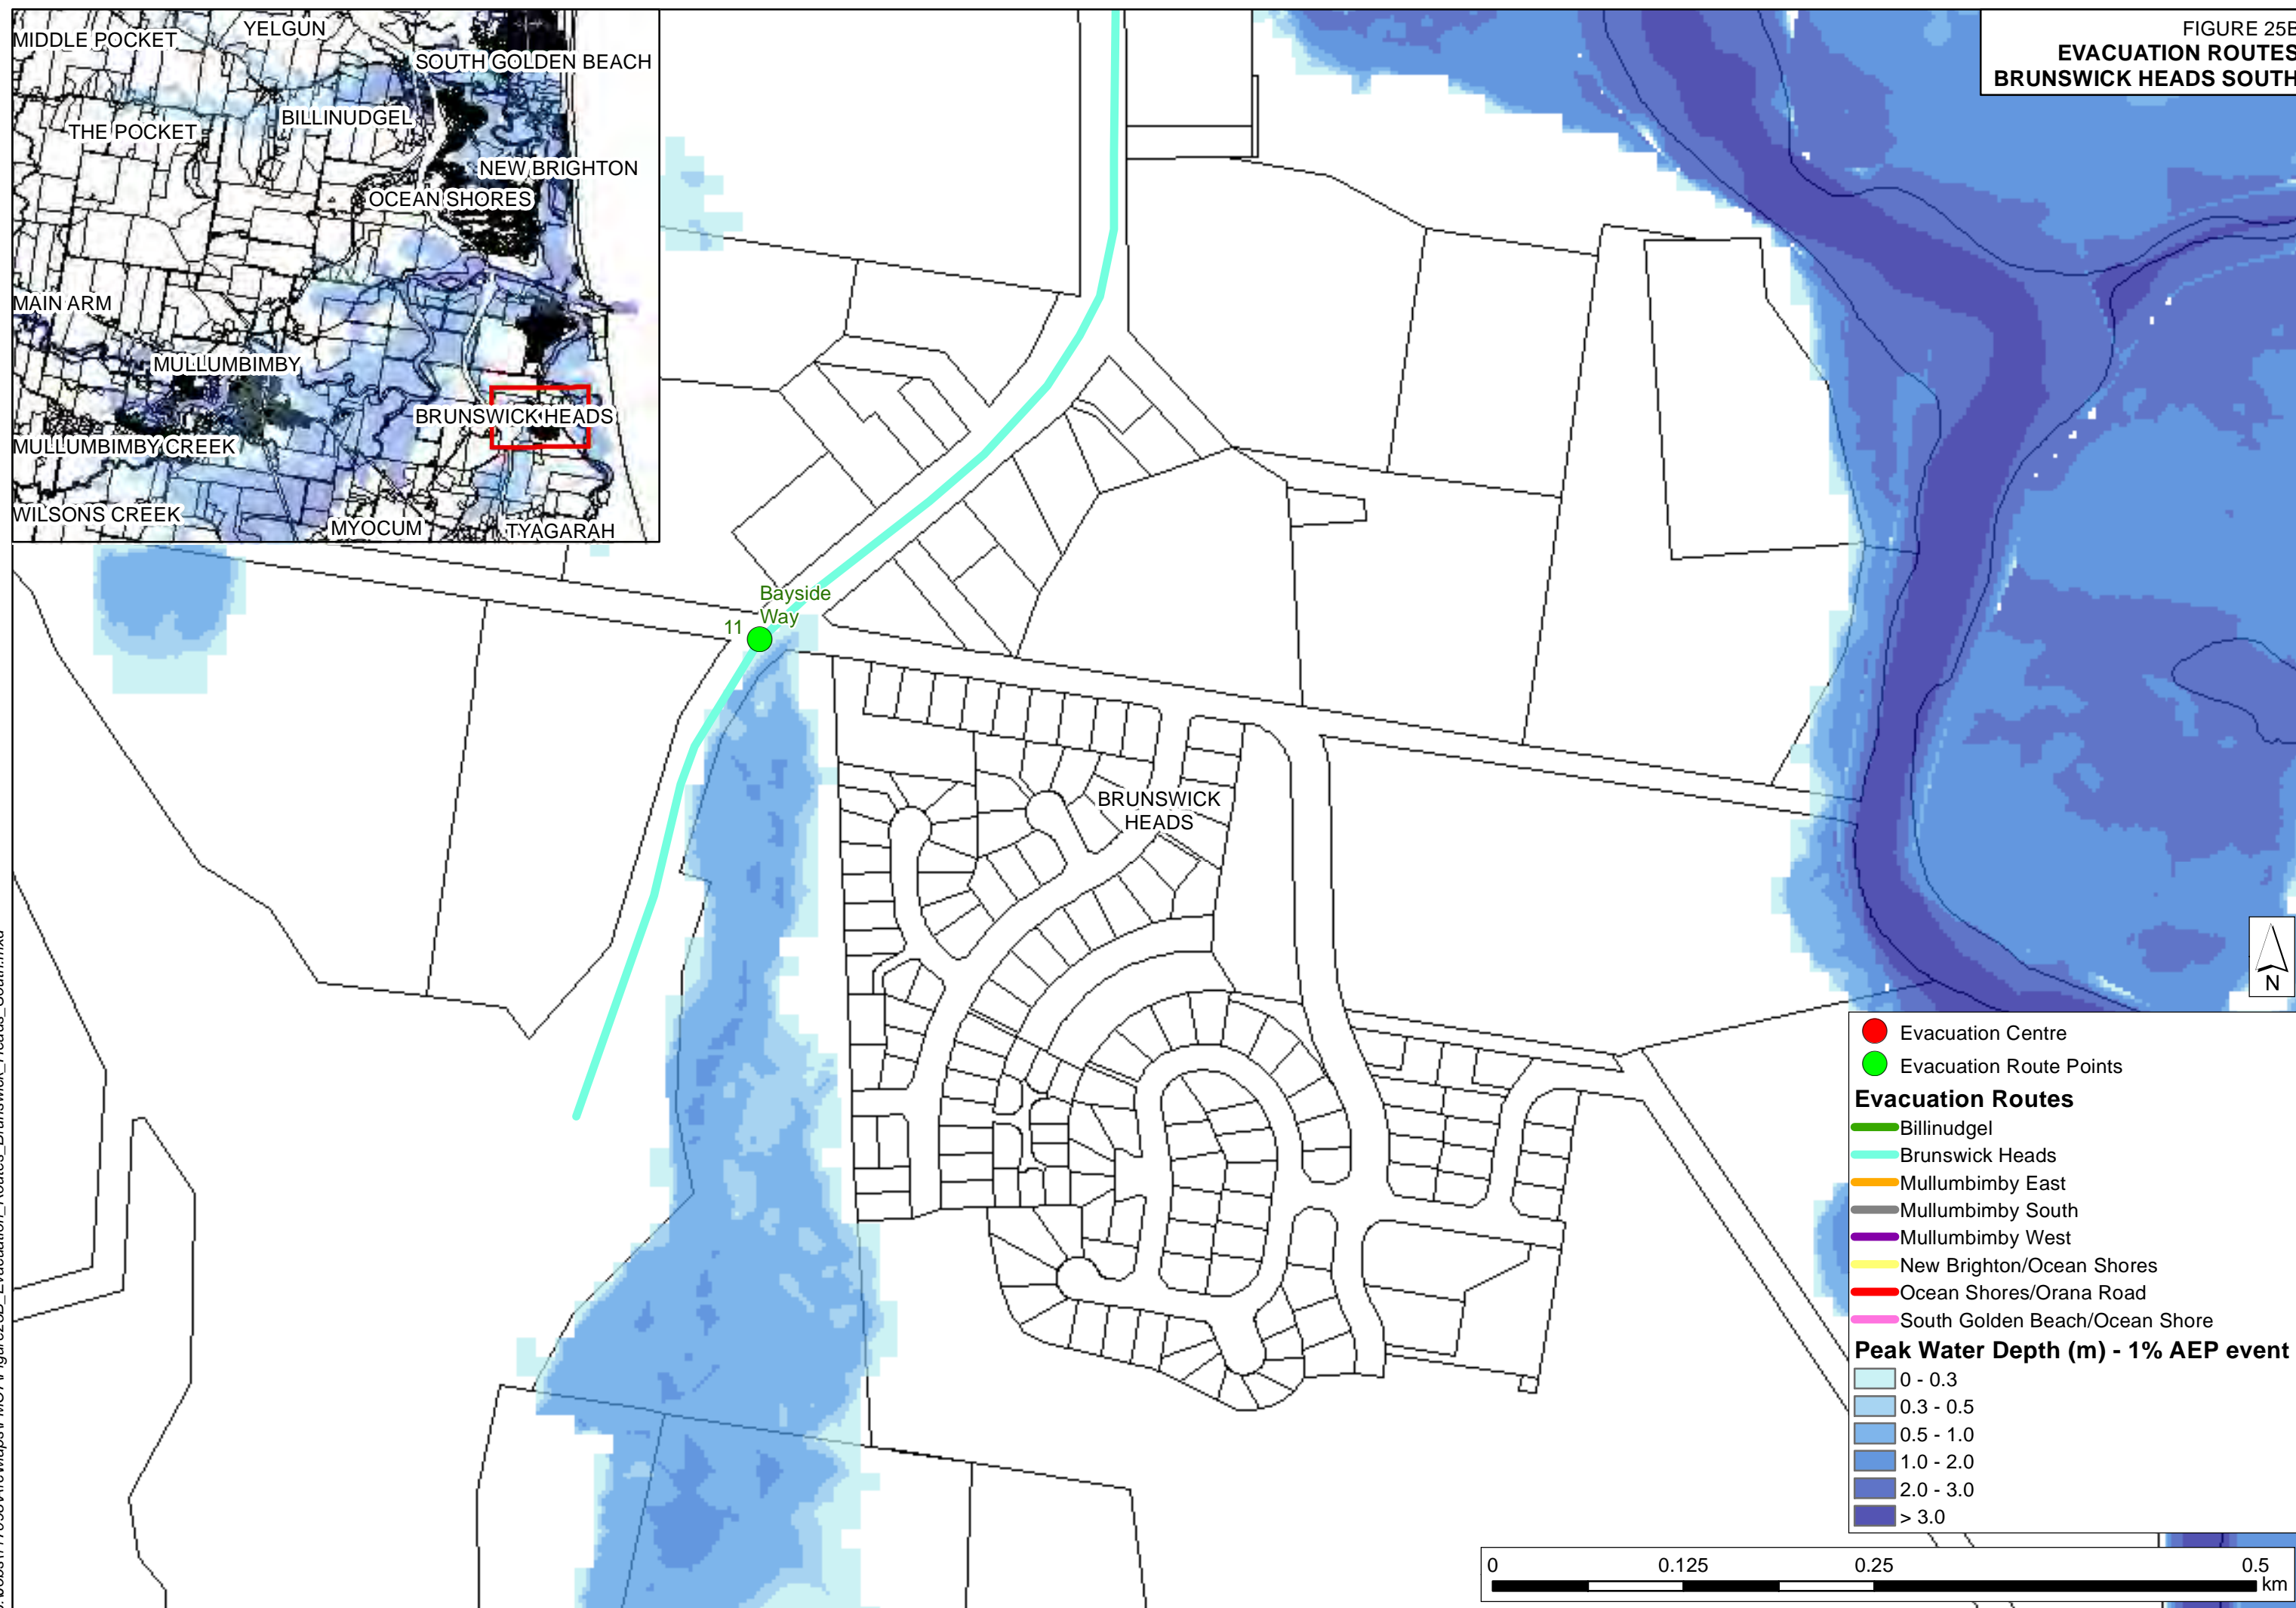 FIGURE 25B
EVACUATION ROUTES
BRUNSWICK HEADS SOUTH
MIDDLE POCKET
YELGUN
SOUTH GOLDEN BEACH
THE POCKET
BILLINUDGEL
NEW BRIGHTON
OCEAN SHORES
MAIN ARM
MULLUMBIMBY
BRUNSWICK HEADS
MULLUMBIMBY CREEK
WILSONS CREEK
MYOCUM
TYAGARAH
Bayside
Way
11
BRUNSWICK
HEADS
N
Evacuation Centre
Evacuation Route Points
Evacuation Routes
Billinudgel
Brunswick Heads
Mullumbimby East
Mullumbimby South
Mullumbimby West
New Brighton/Ocean Shores
Ocean Shores/Orana Road
South Golden Beach/Ocean Shore
Peak Water Depth (m) - 1% AEP event
0 - 0.3
0.3 - 0.5
0.5 - 1.0
1.0 - 2.0
2.0 - 3.0
> 3.0
0 0.125 0.25 0.5
km